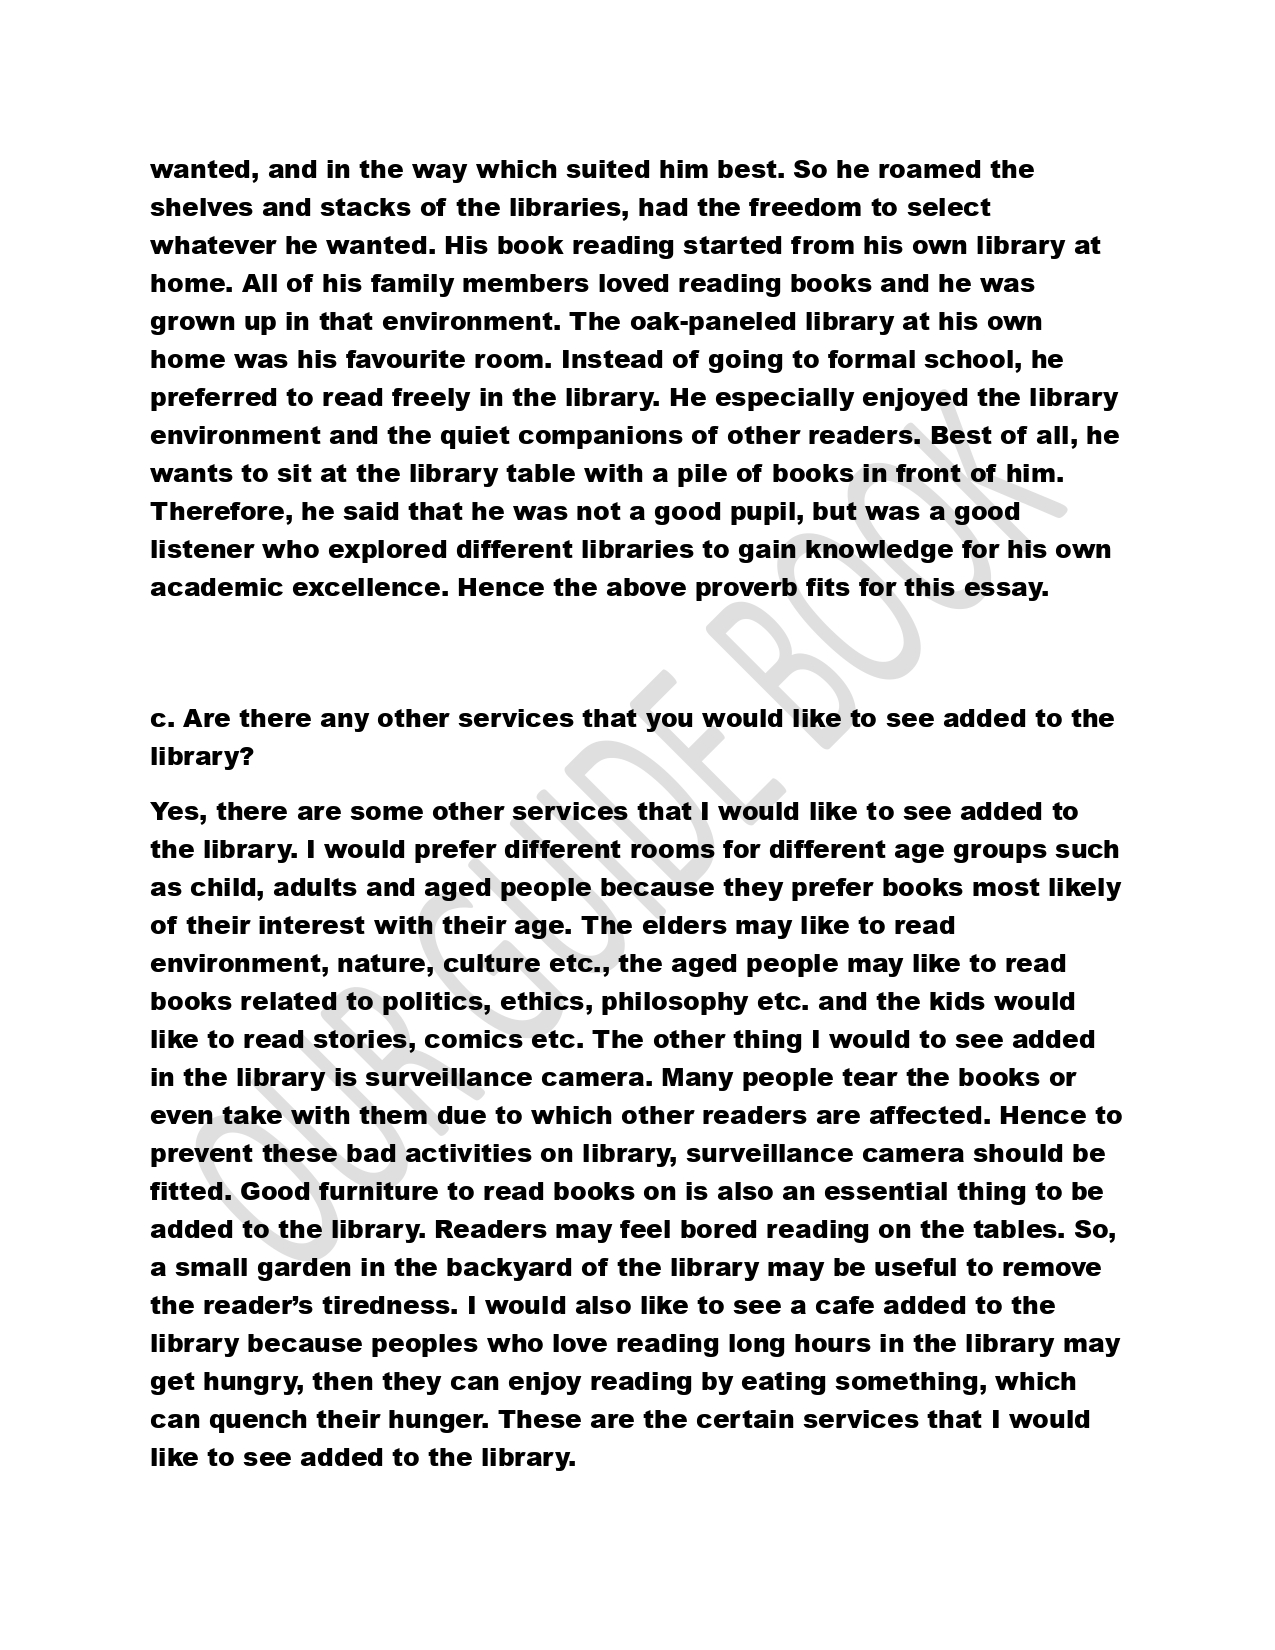 wanted, and in the way which suited him best. So he roamed the
shelves and stacks of the libraries, had the freedom to select
whatever he wanted. His book reading started from his own library at
home. All of his family members loved reading books and he was
grown up in that environment. The oak-paneled library at his own
home was his favourite room. Instead of going to formal school, he
preferred to read freely in the library. He especially enjoyed the library
environment and the quiet companions of other readers. Best of all, he
wants to sit at the library table with a pile of books in front of him.
Therefore, he said that he was not a good pupil, but was a good
listener who explored different libraries to gain knowledge for his own
academic excellence. Hence the above proverb fits for this essay.
c. Are there any other services that you would like to see added to the
library?
Yes, there are some other services that I would like to see added to
the library. I would prefer different rooms for different age groups such
as child, adults and aged people because they prefer books most likely
of their interest with their age. The elders may like to read
environment, nature, culture etc., the aged people may like to read
books related to politics, ethics, philosophy etc. and the kids would
like to read stories, comics etc. The other thing I would to see added
in the library is surveillance camera. Many people tear the books or
even take with them due to which other readers are affected. Hence to
prevent these bad activities on library, surveillance camera should be
fitted. Good furniture to read books on is also an essential thing to be
added to the library. Readers may feel bored reading on the tables. So,
a small garden in the backyard of the library may be useful to remove
the reader’s tiredness. I would also like to see a cafe added to the
library because peoples who love reading long hours in the library may
get hungry, then they can enjoy reading by eating something, which
can quench their hunger. These are the certain services that I would
like to see added to the library.
OUR GUIDE BOOK